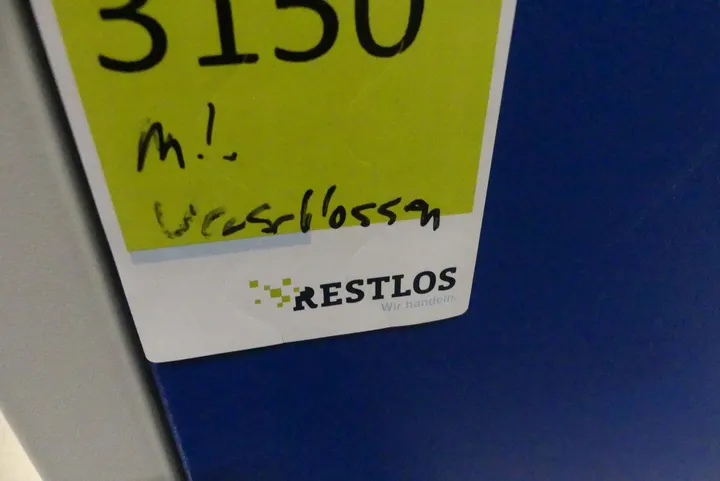 3150
M!.
Verschlossen
RESTLOS
Wir handeln.